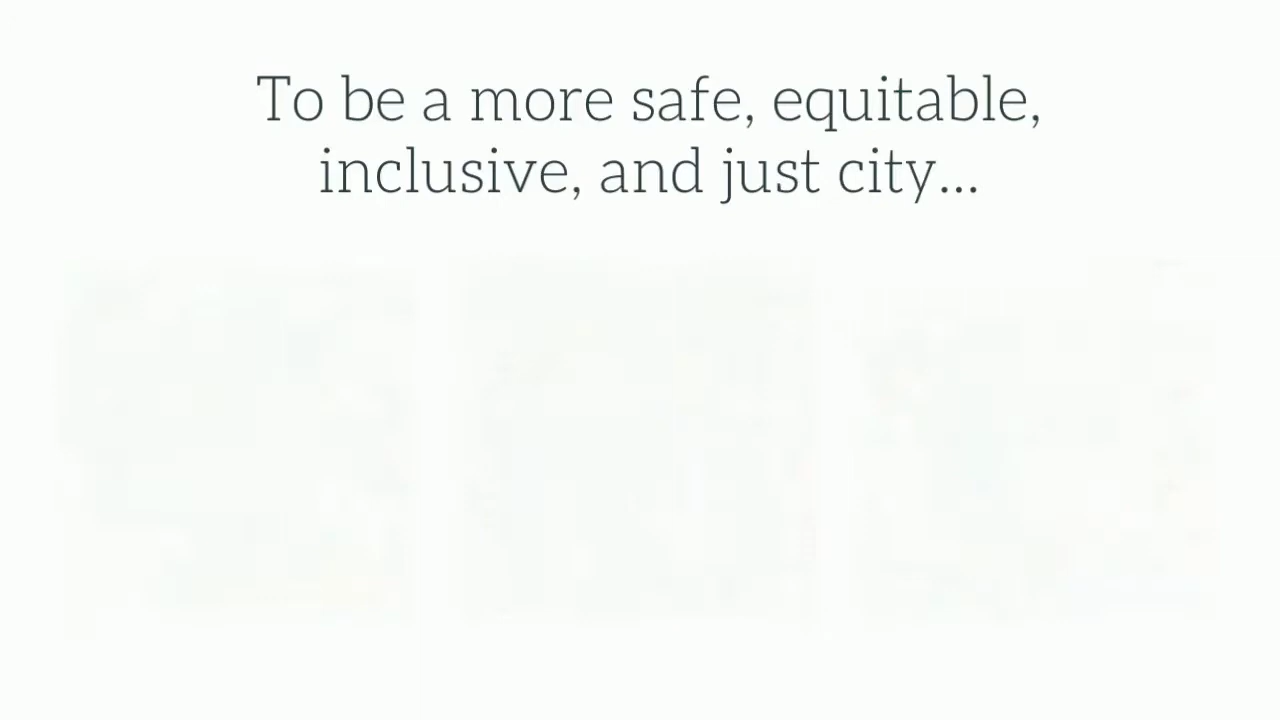 To be a more safe, equitable,
inclusive, and just city...